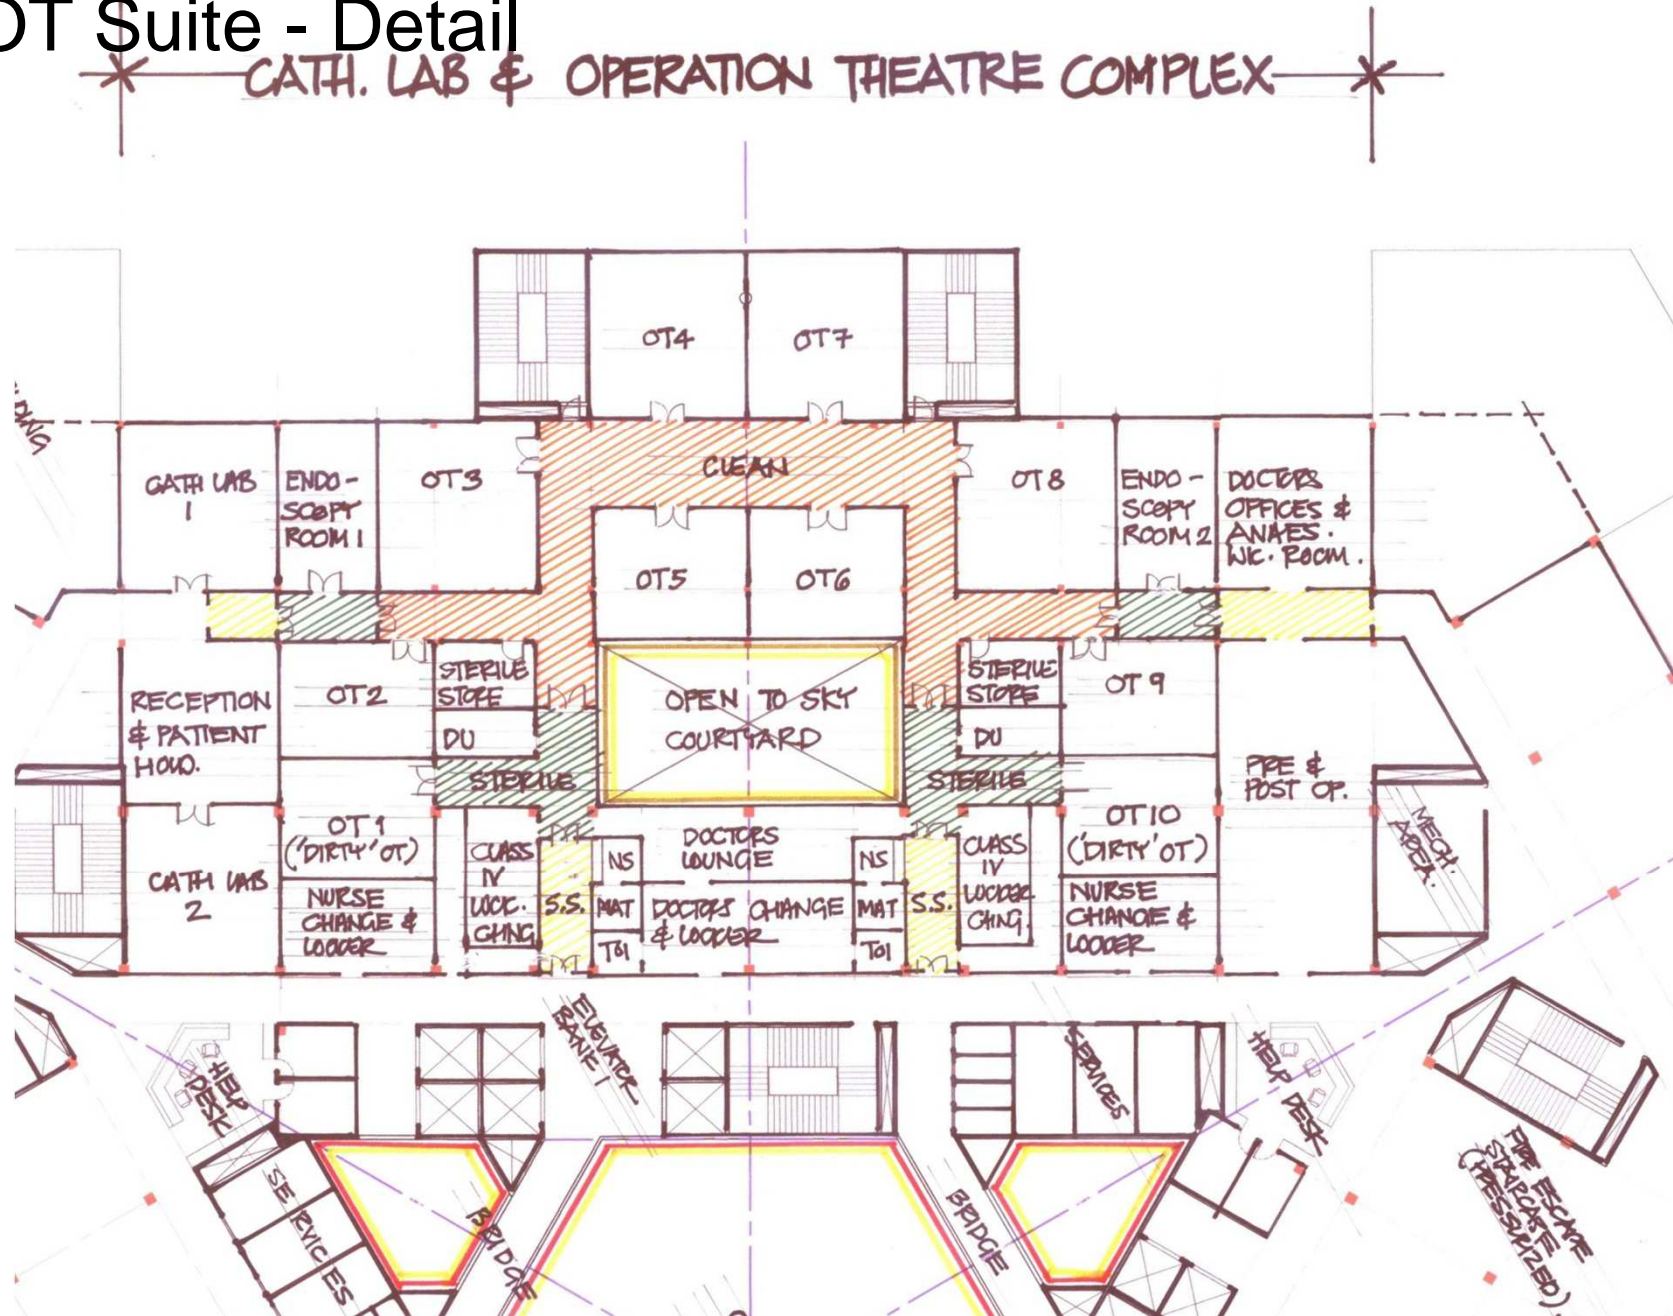 OT Suite - Detail
CATH. LAB & OPERATION THEATRE COMPLEX
OT4
OT7
CLEAN
CATH LAB
1
ENDO-
SCOPY
ROOM 1
OT3
OT8
ENDO-
SCOPY
ROOM 2
DOCTORS
OFFICES &
ANAES.
WK. ROOM.
OT5
OT6
RECEPTION
& PATIENT
HOLD.
OT2
STERILE
STORE
DU
STERILE
OPEN TO SKY
COURTYARD
STERILE
STORE
DU
STERILE
OT 9
PRE &
POST OP.
OT1
('DIRTY' OT)
OT10
('DIRTY' OT)
MECH.
AREA.
CATH LAB
2
NURSE
CHANGE &
LOCKER
CLASS
IV
LOCK.
CHNG
S.S.
NS
MAT
TOI
DOCTORS
LOUNGE
DOCTORS CHANGE
& LOCKER
NS
MAT
TOI
S.S.
CLASS
IV
LOCKER
CHNG.
NURSE
CHANGE &
LOCKER
HELP
DESK
ELEVATOR
BANK 1
SERVICES
HELP
DESK
SERVICES
BRIDGE
BRIDGE
FIRE ESCAPE
STAIRCASE
(PRESSURIZED)